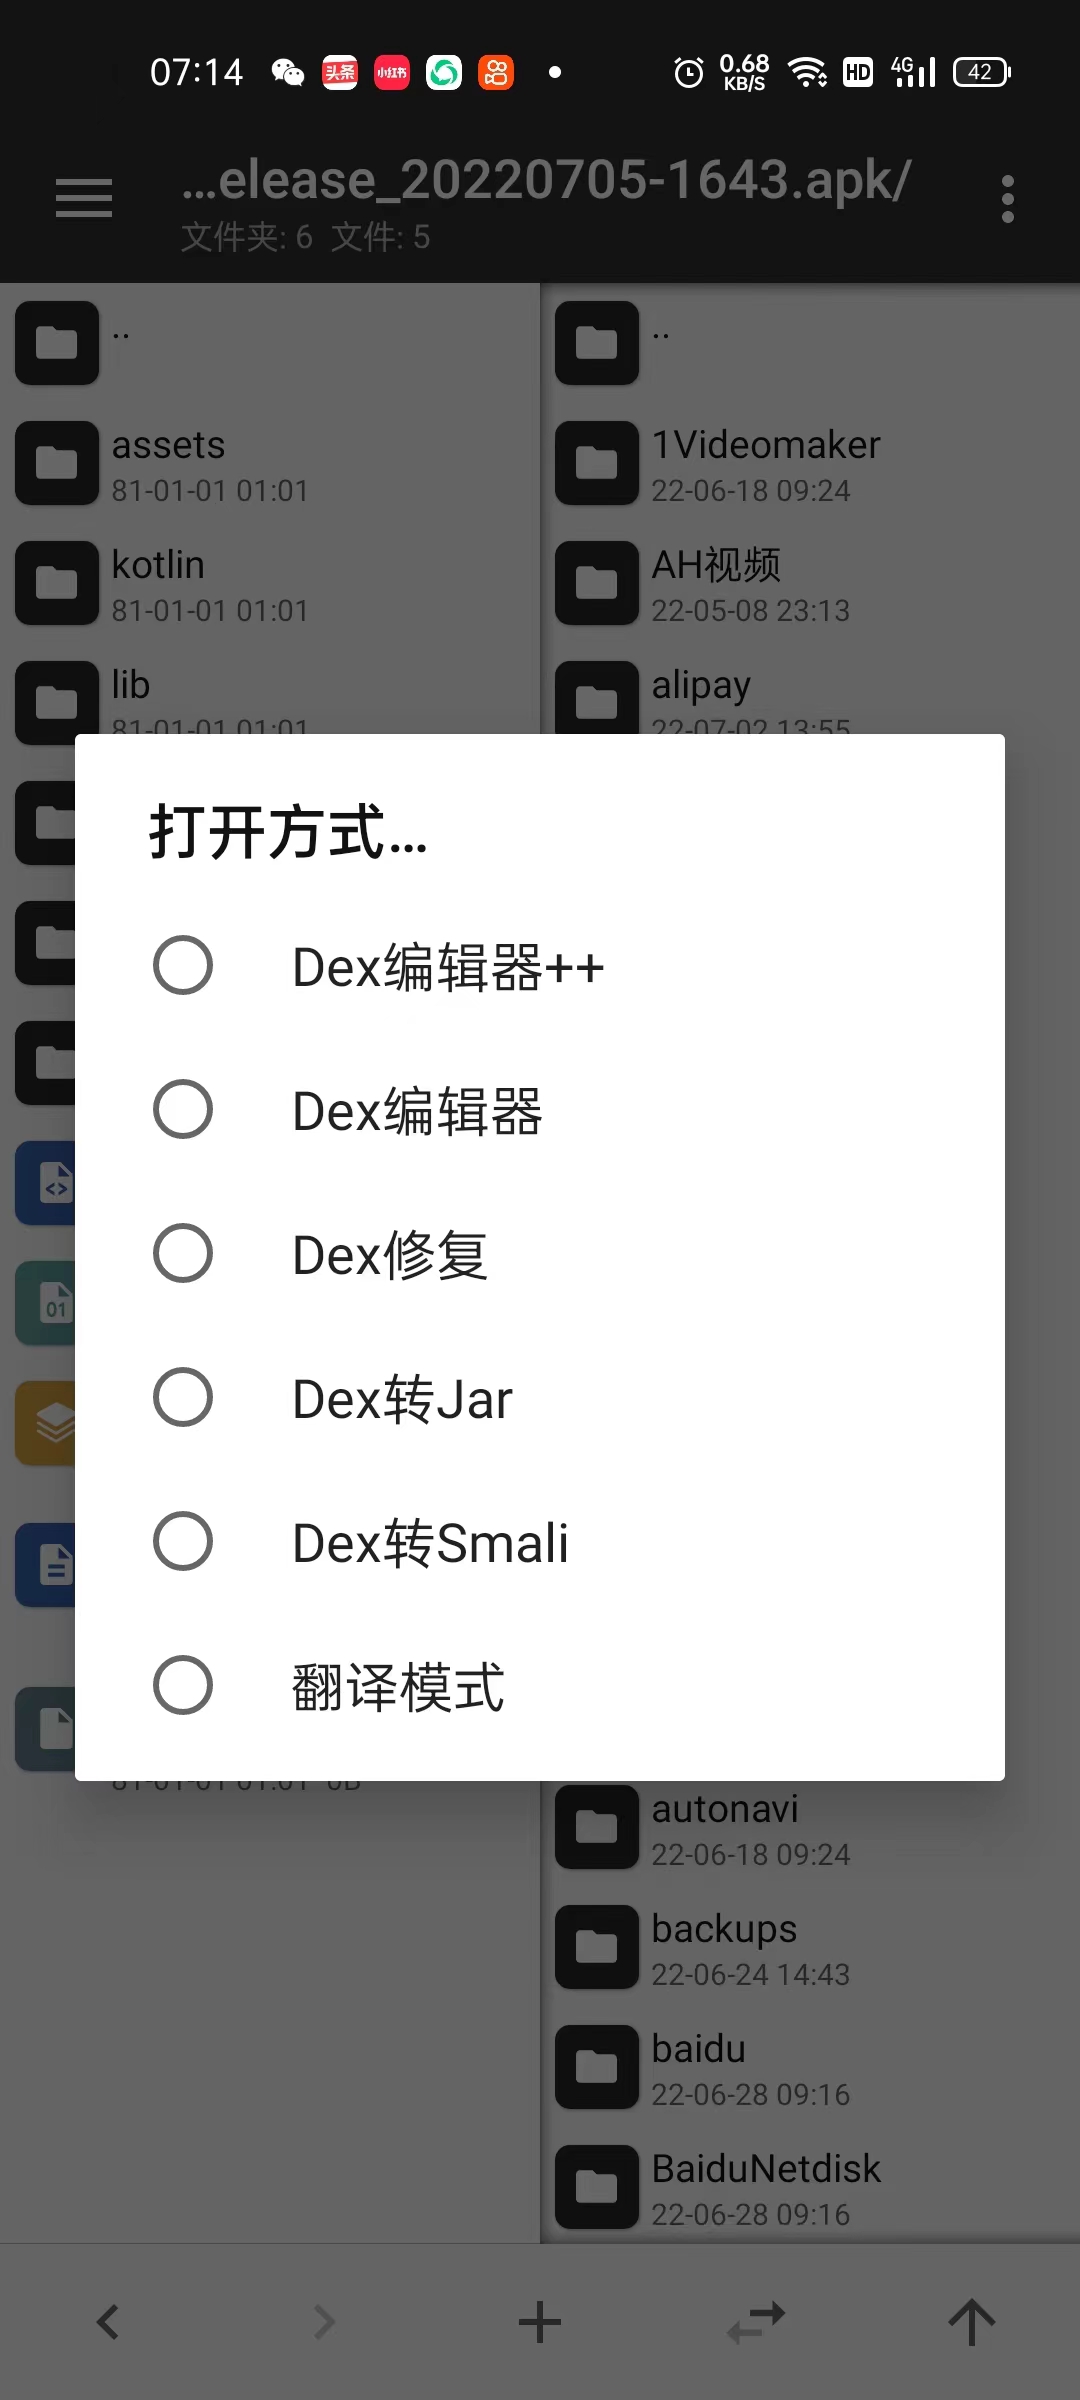 07:14
头条
小红书
0.68
KB/S
HD
4G
42
…elease_20220705-1643.apk/
文件夹: 6  文件: 5
..
assets
81-01-01 01:01
kotlin
81-01-01 01:01
lib
81-01-01 01:01
..
1Videomaker
22-06-18 09:24
AH视频
22-05-08 23:13
alipay
22-07-02 13:55
打开方式...
Dex编辑器++
Dex编辑器
Dex修复
Dex转Jar
Dex转Smali
翻译模式
01
81-01-01 01:01  0B
autonavi
22-06-18 09:24
backups
22-06-24 14:43
baidu
22-06-28 09:16
BaiduNetdisk
22-06-28 09:16